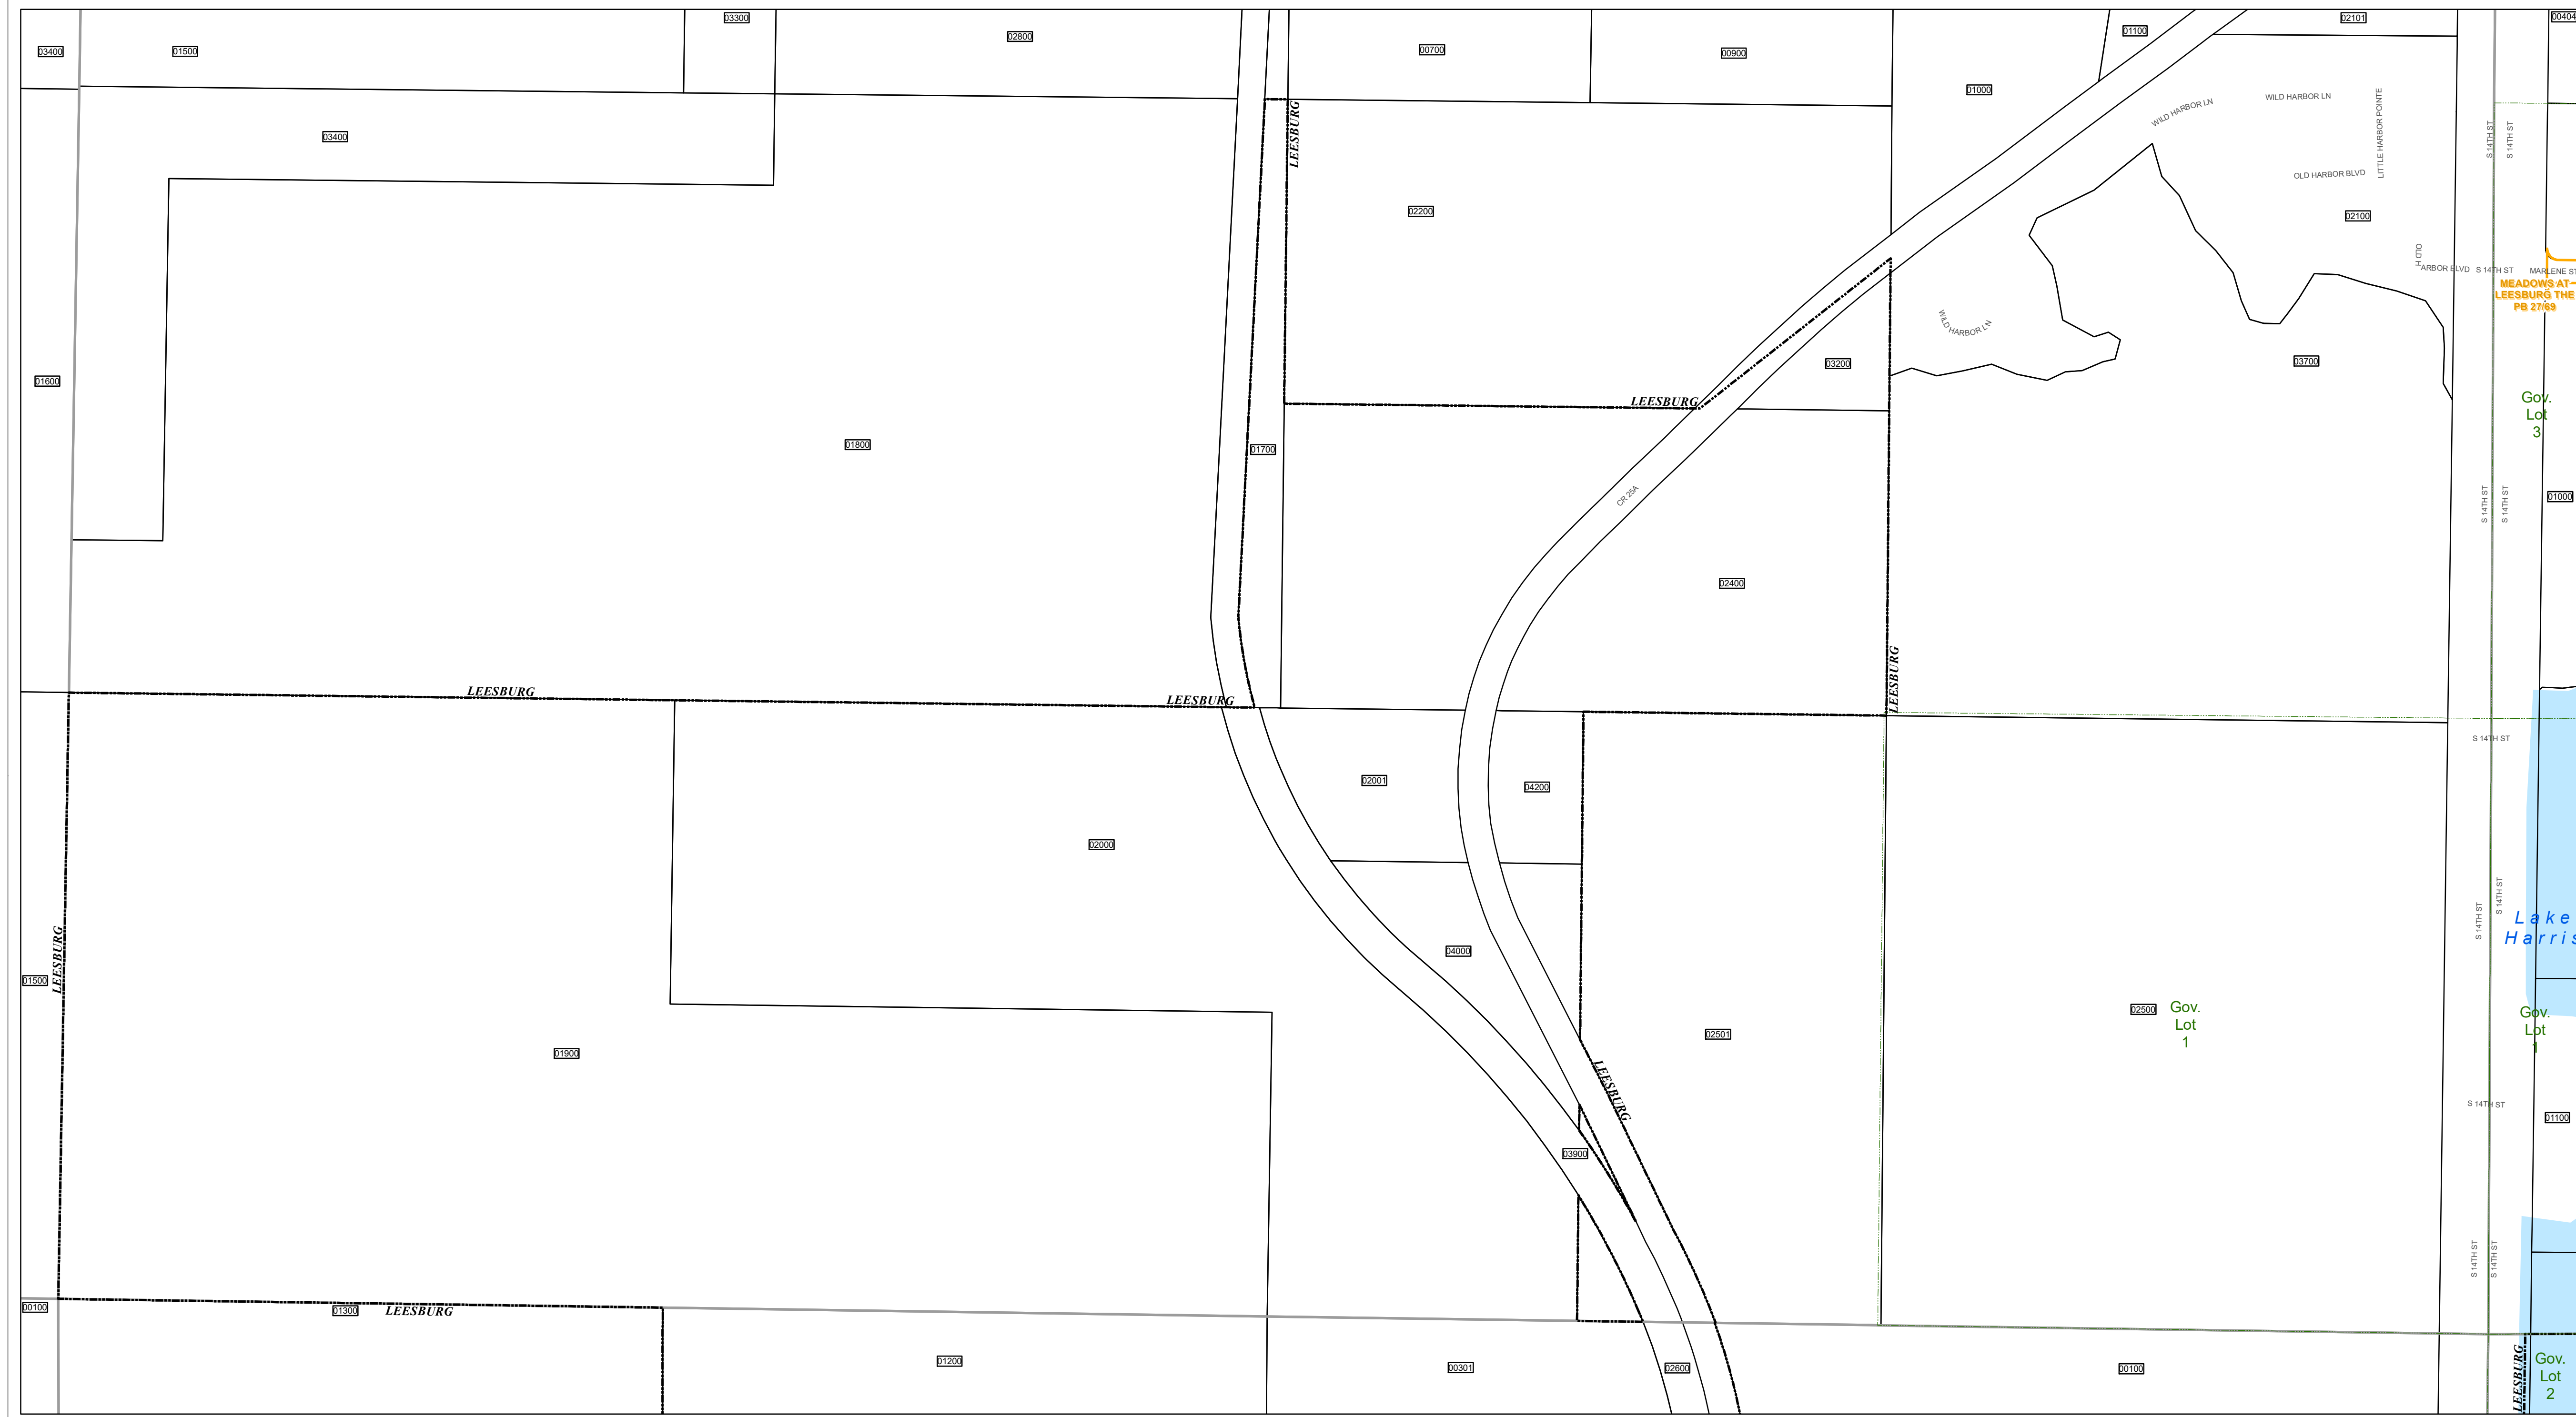 03300
02101
00404
03400
01500
02800
00700
00900
01100
01000
WILD HARBOR LN
WILD HARBOR LN
LITTLE HARBOR POINTE
S 14TH ST
S 14TH ST
LEESBURG
03400
OLD HARBOR BLVD
02200
02100
OLD H
ARBOR BLVD
S 14TH ST
MARLENE ST
MEADOWS AT
LEESBURG THE
PB 27/69
WILD HARBOR LN
03200
03700
01600
LEESBURG
Gov.
Lot
3
01800
01700
CR 25A
S 14TH ST
S 14TH ST
01000
02400
LEESBURG
LEESBURG
LEESBURG
S 14TH ST
02001
04200
02000
S 14TH ST
S 14TH ST
Lake
Harris
LEESBURG
04000
01500
02500
Gov.
Lot
1
Gov.
Lot
1
02501
01900
LEESBURG
S 14TH ST
01100
03900
S 14TH ST
S 14TH ST
00100
01300
LEESBURG
01200
00301
02600
00100
LEESBURG
Gov.
Lot
2